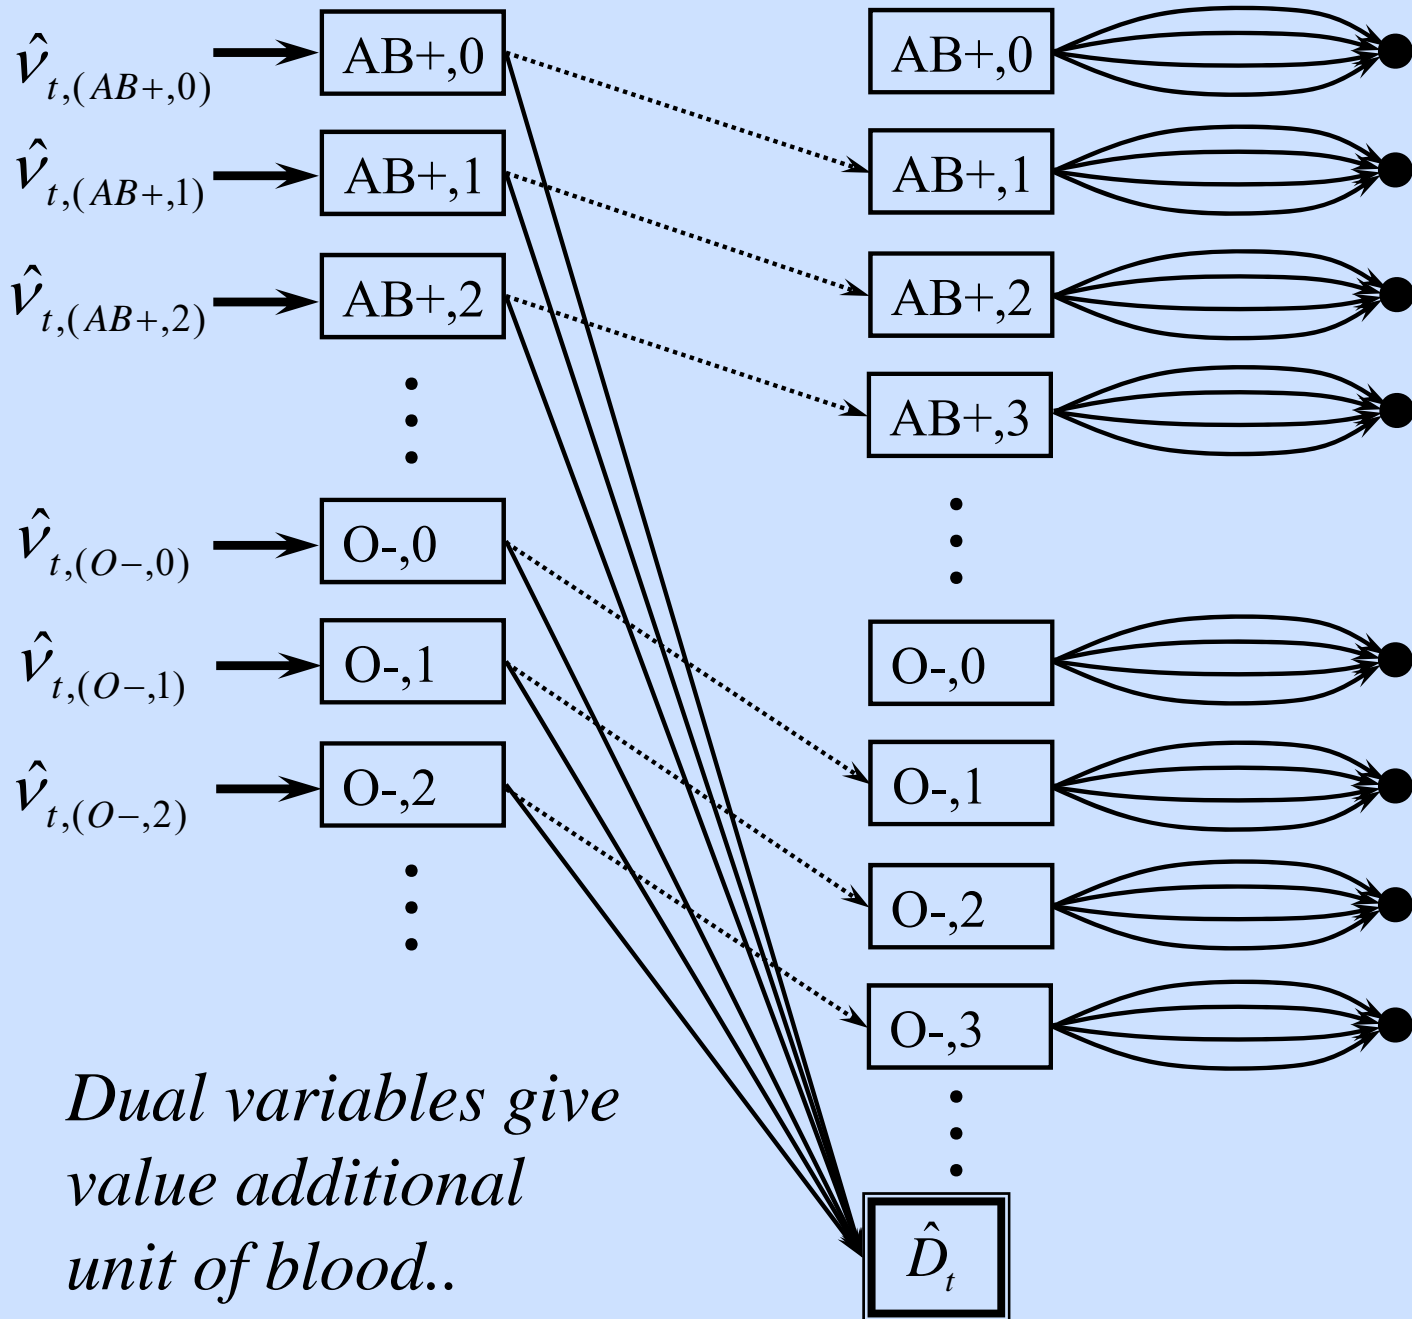 ν̂ₜ,(AB+,0)
AB+,0
AB+,0
ν̂ₜ,(AB+,1)
AB+,1
AB+,1
ν̂ₜ,(AB+,2)
AB+,2
AB+,2
AB+,3
ν̂ₜ,(O−,0)
O-,0
ν̂ₜ,(O−,1)
O-,1
O-,0
ν̂ₜ,(O−,2)
O-,2
O-,1
O-,2
O-,3
Dual variables give
value additional
unit of blood..
D̂ₜ